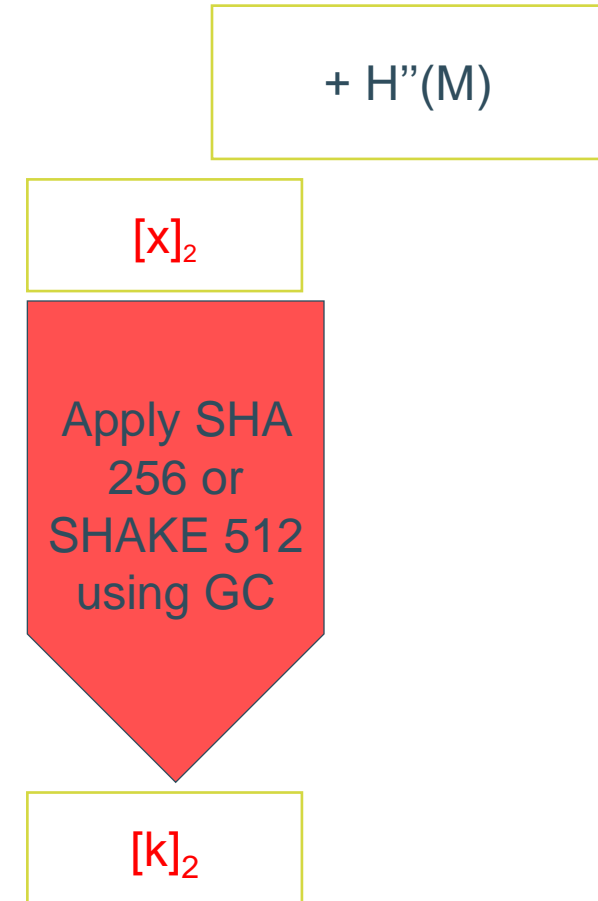 + H’’(M)
[x]₂
Apply SHA
256 or
SHAKE 512
using GC
[k]₂